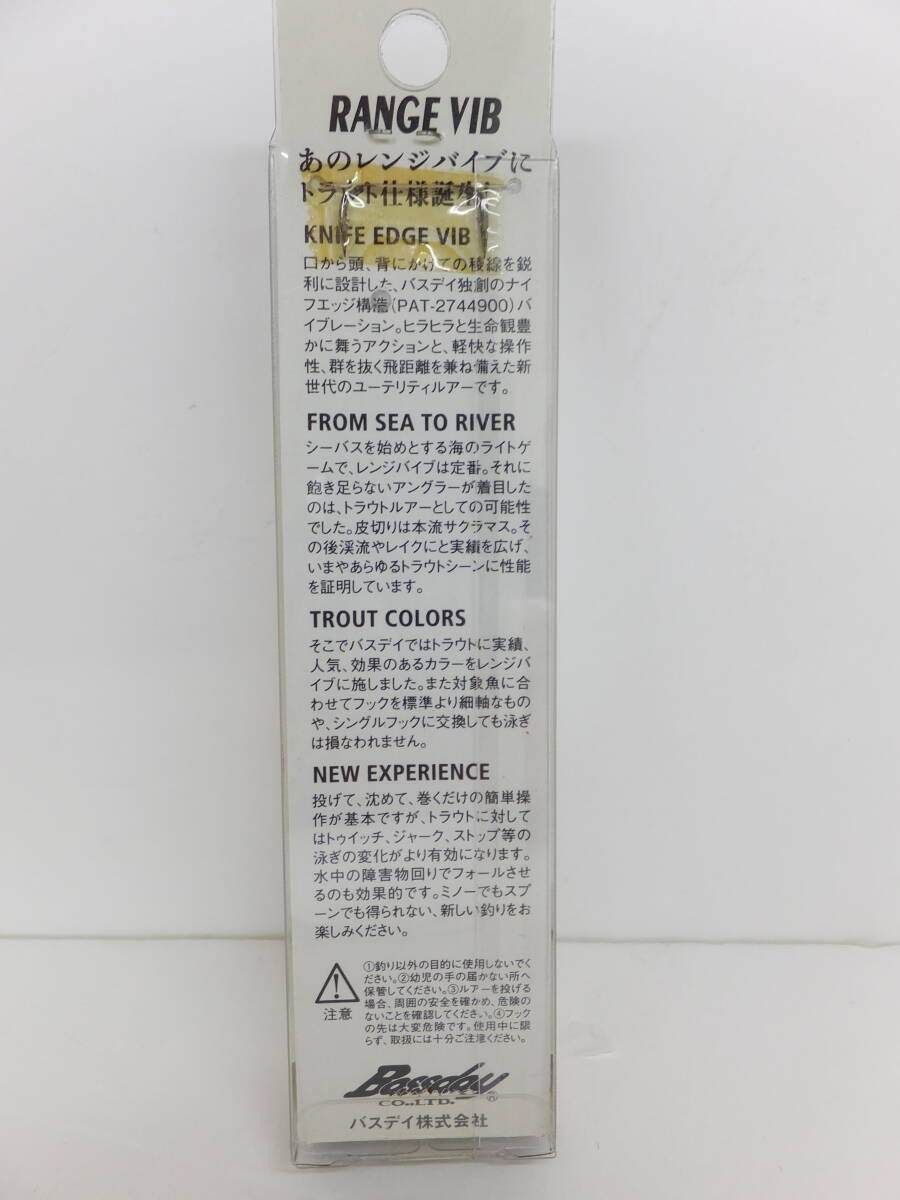 RANGE VIB
あのレンジバイブに
トラウト仕様誕生!
KNIFE EDGE VIB
口から頭、背にかけての稜線を鋭
利に設計した、バスデイ独創のナイ
フエッジ構造(PAT-2744900)バ
イブレーション。ヒラヒラと生命観豊
かに舞うアクションと、軽快な操作
性、群を抜く飛距離を兼ね備えた新
世代のユーテリティルアーです。
FROM SEA TO RIVER
シーバスを始めとする海のライトゲ
ームで、レンジバイブは定番。それに
飽き足らないアングラーが着目した
のは、トラウトルアーとしての可能性
でした。皮切りは本流サクラマス。そ
の後渓流やレイクにと実績を広げ、
いまやあらゆるトラウトシーンに性能
を証明しています。
TROUT COLORS
そこでバスデイではトラウトに実績、
人気、効果のあるカラーをレンジバ
イブに施しました。また対象魚に合
わせてフックを標準より細軸なもの
や、シングルフックに交換しても泳ぎ
は損なわれません。
NEW EXPERIENCE
投げて、沈めて、巻くだけの簡単操
作が基本ですが、トラウトに対して
はトゥイッチ、ジャーク、ストップ等の
泳ぎの変化がより有効になります。
水中の障害物回りでフォールさせ
るのも効果的です。ミノーでもスプ
ーンでも得られない、新しい釣りをお
楽しみください。
①釣り以外の目的に使用しないでく
ださい。②幼児の手の届かない所へ
保管してください。③ルアーを投げる
場合、周囲の安全を確かめ、危険の
ないことを確認してください。④フック
の先は大変危険です。使用中に限
らず、取扱には十分ご注意ください。
注意
Bassday ®
CO.,LTD.
バスデイ株式会社